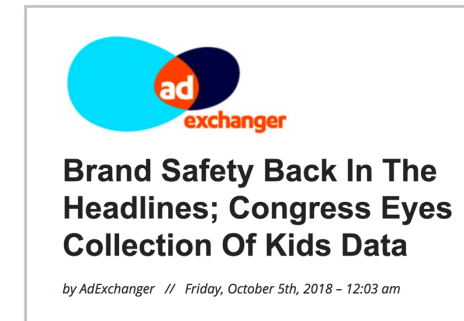 ad
exchanger
Brand Safety Back In The
Headlines; Congress Eyes
Collection Of Kids Data
by AdExchanger // Friday, October 5th, 2018 – 12:03 am